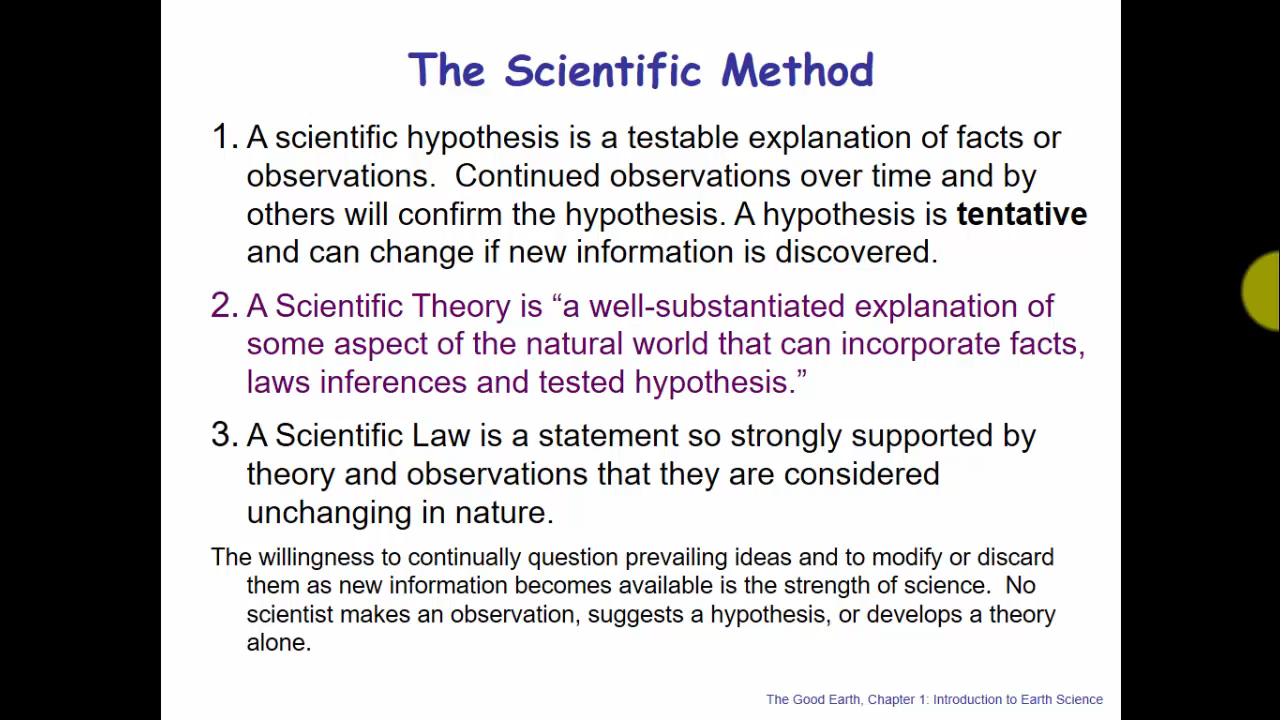 The Scientific Method
1. A scientific hypothesis is a testable explanation of facts or
observations.  Continued observations over time and by
others will confirm the hypothesis. A hypothesis is tentative
and can change if new information is discovered.
2. A Scientific Theory is “a well-substantiated explanation of
some aspect of the natural world that can incorporate facts,
laws inferences and tested hypothesis.”
3. A Scientific Law is a statement so strongly supported by
theory and observations that they are considered
unchanging in nature.
The willingness to continually question prevailing ideas and to modify or discard
them as new information becomes available is the strength of science.  No
scientist makes an observation, suggests a hypothesis, or develops a theory
alone.
The Good Earth, Chapter 1: Introduction to Earth Science